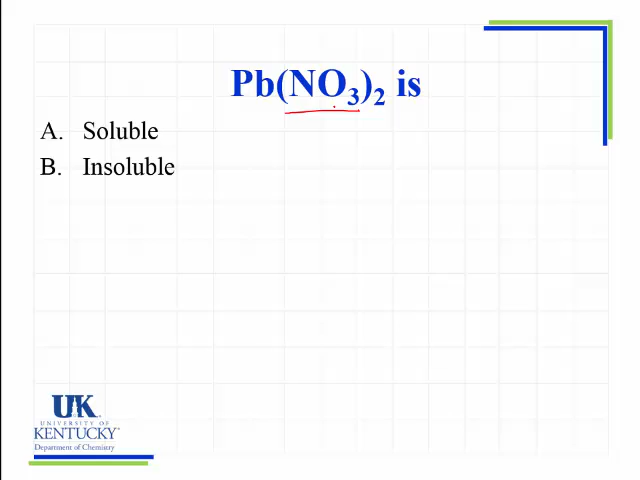 Pb(NO₃)₂ is
A. Soluble
B. Insoluble
UK
UNIVERSITY OF
KENTUCKY
Department of Chemistry